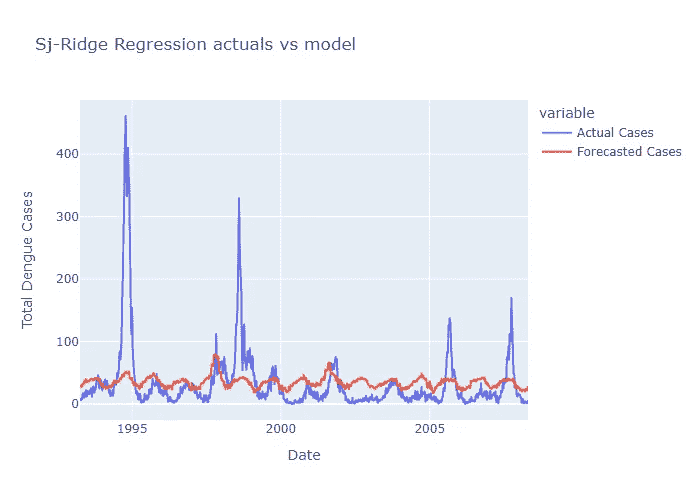 Sj-Ridge Regression actuals vs model
variable
Actual Cases
Forecasted Cases
Total Dengue Cases
400
300
200
100
0
1995
2000
2005
Date